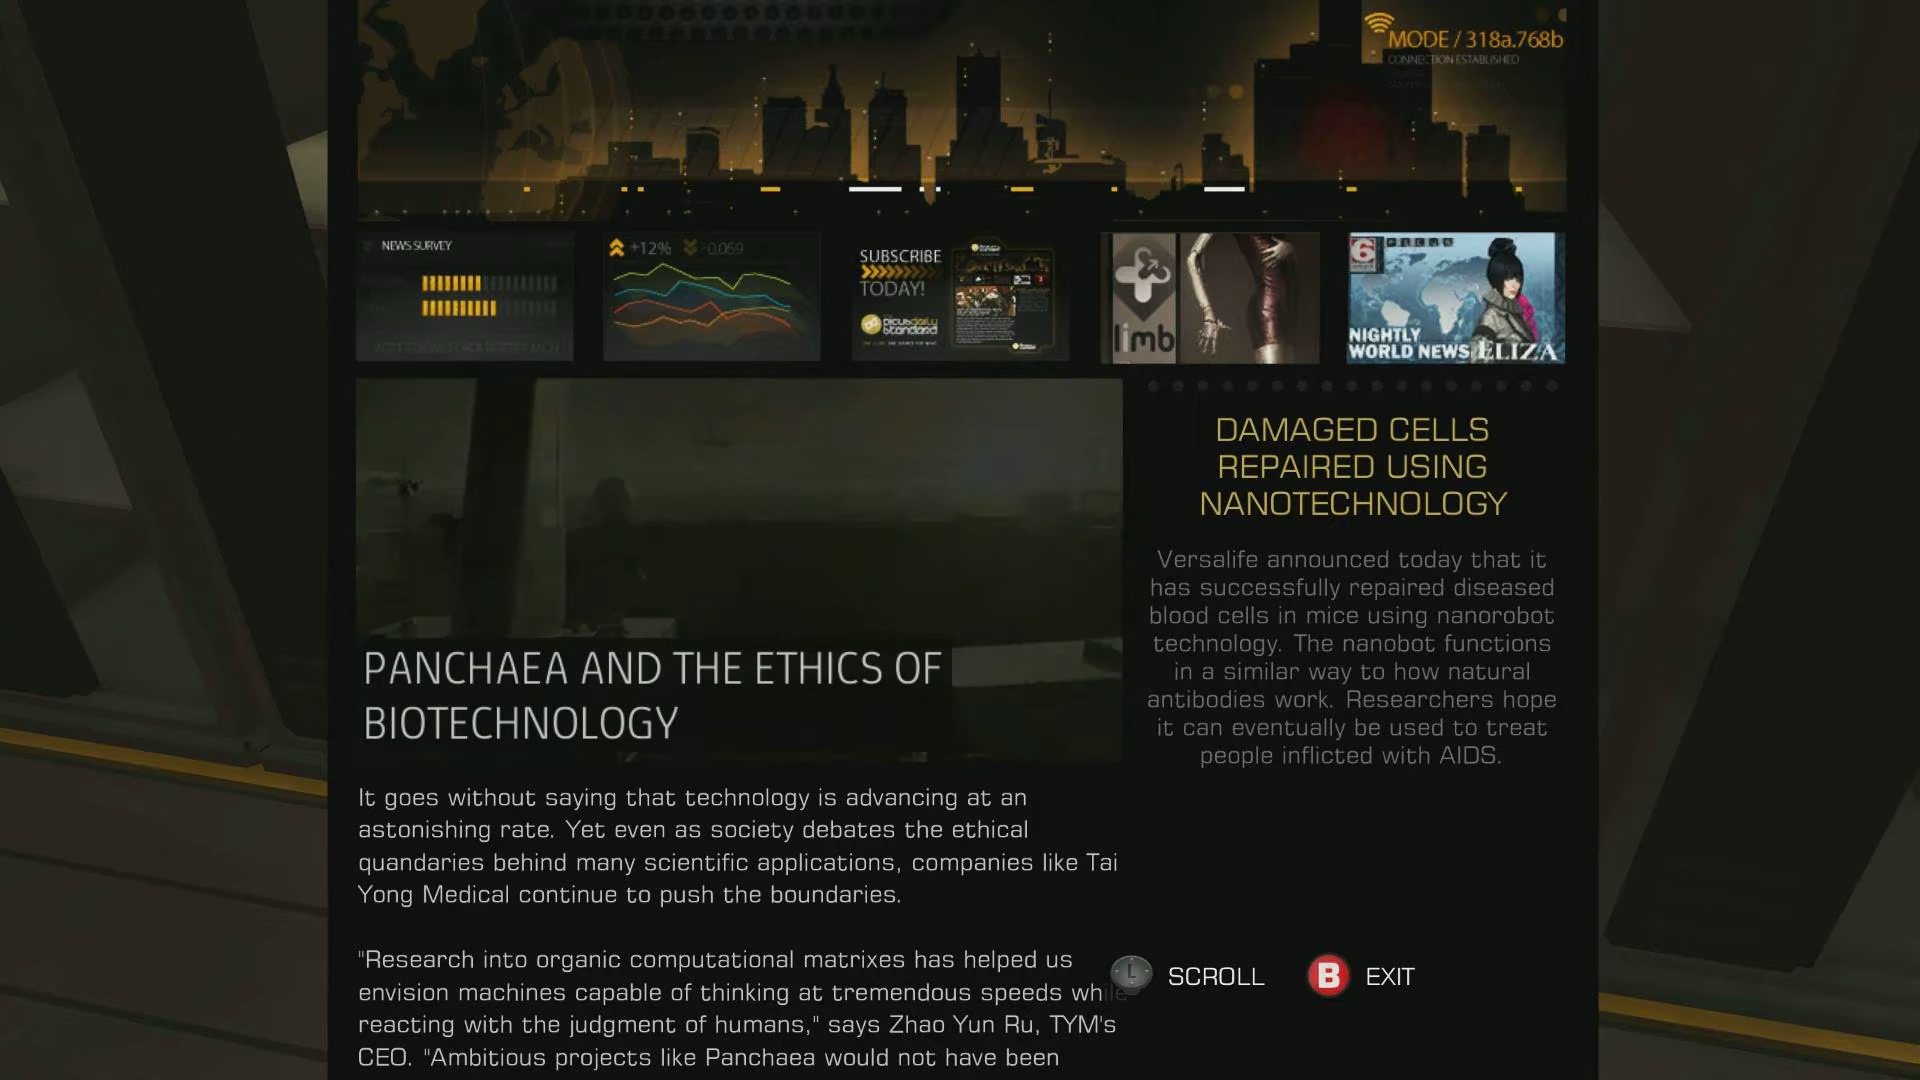 MODE / 318a.768b
CONNECTION ESTABLISHED
NEWS SURVEY
+12% -0.069
SUBSCRIBE
TODAY!
picusdaily
standard
limb
6 PICUS
NIGHTLY
WORLD NEWS ELIZA
PANCHAEA AND THE ETHICS OF
BIOTECHNOLOGY
It goes without saying that technology is advancing at an
astonishing rate. Yet even as society debates the ethical
quandaries behind many scientific applications, companies like Tai
Yong Medical continue to push the boundaries.
"Research into organic computational matrixes has helped us
envision machines capable of thinking at tremendous speeds while
reacting with the judgment of humans," says Zhao Yun Ru, TYM's
CEO. "Ambitious projects like Panchaea would not have been
DAMAGED CELLS
REPAIRED USING
NANOTECHNOLOGY
Versalife announced today that it
has successfully repaired diseased
blood cells in mice using nanorobot
technology. The nanobot functions
in a similar way to how natural
antibodies work. Researchers hope
it can eventually be used to treat
people inflicted with AIDS.
L SCROLL B EXIT